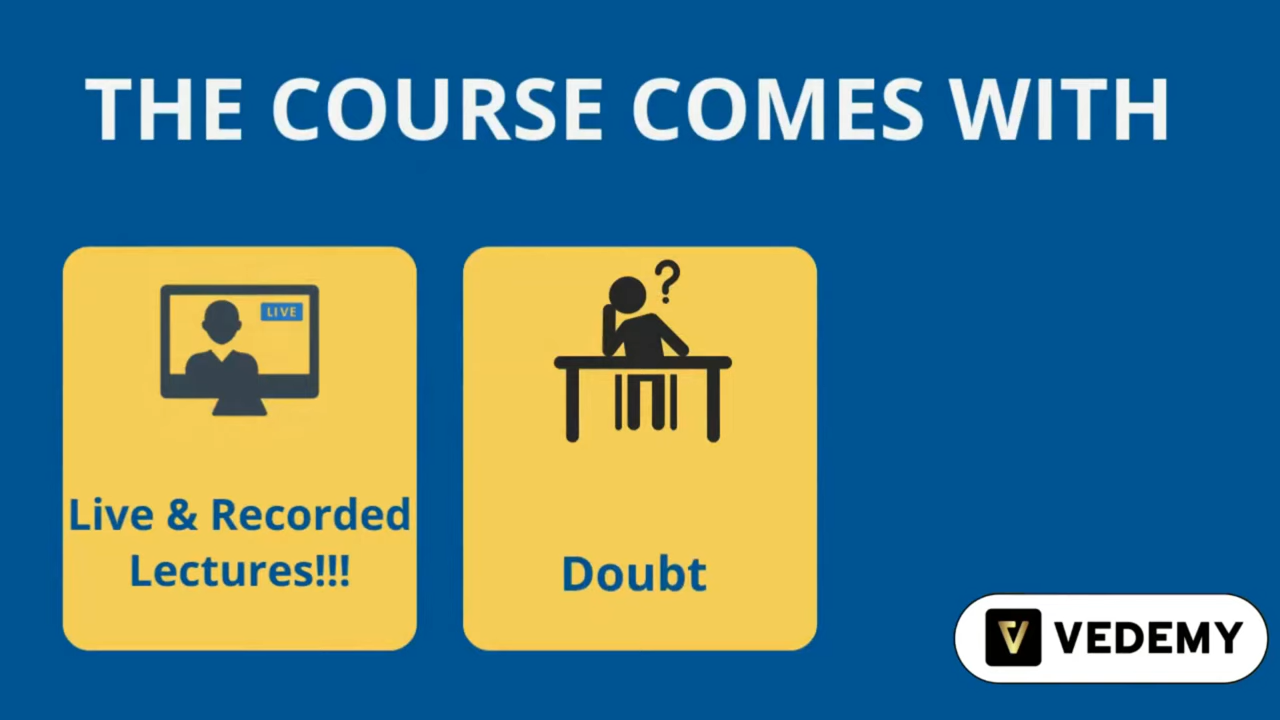 THE COURSE COMES WITH
LIVE
?
Live & Recorded
Lectures!!!
Doubt
VEDEMY